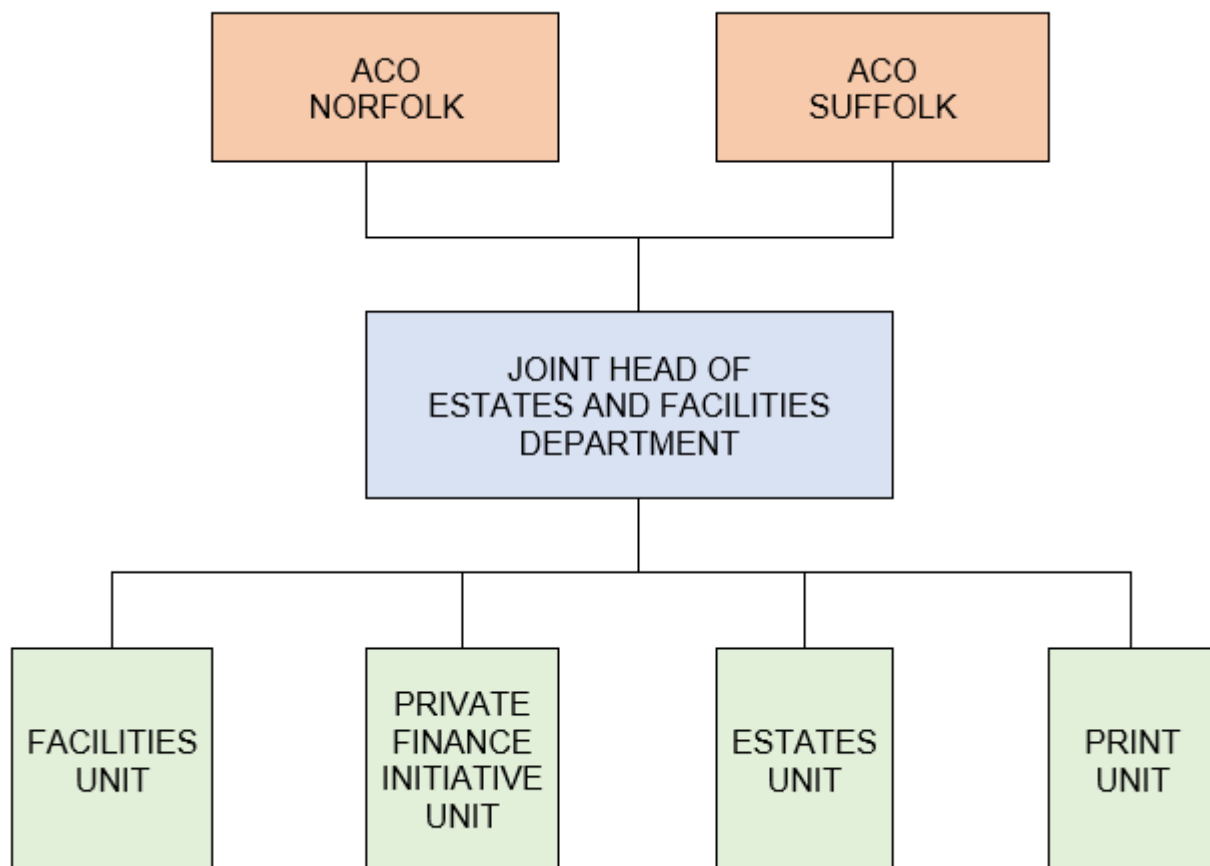 ACO
NORFOLK
ACO
SUFFOLK
JOINT HEAD OF
ESTATES AND FACILITIES
DEPARTMENT
FACILITIES
UNIT
PRIVATE
FINANCE
INITIATIVE
UNIT
ESTATES
UNIT
PRINT
UNIT